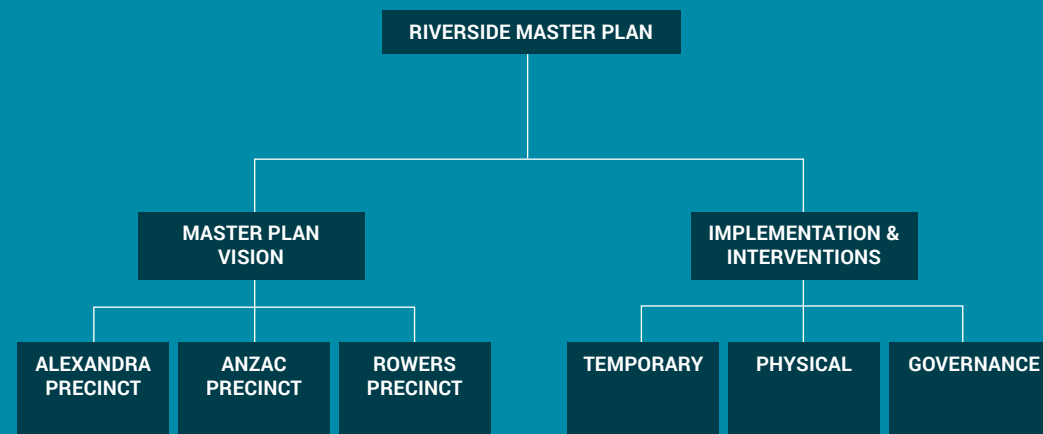 RIVERSIDE MASTER PLAN
MASTER PLAN
VISION
IMPLEMENTATION &
INTERVENTIONS
ALEXANDRA
PRECINCT
ANZAC
PRECINCT
ROWERS
PRECINCT
TEMPORARY
PHYSICAL
GOVERNANCE